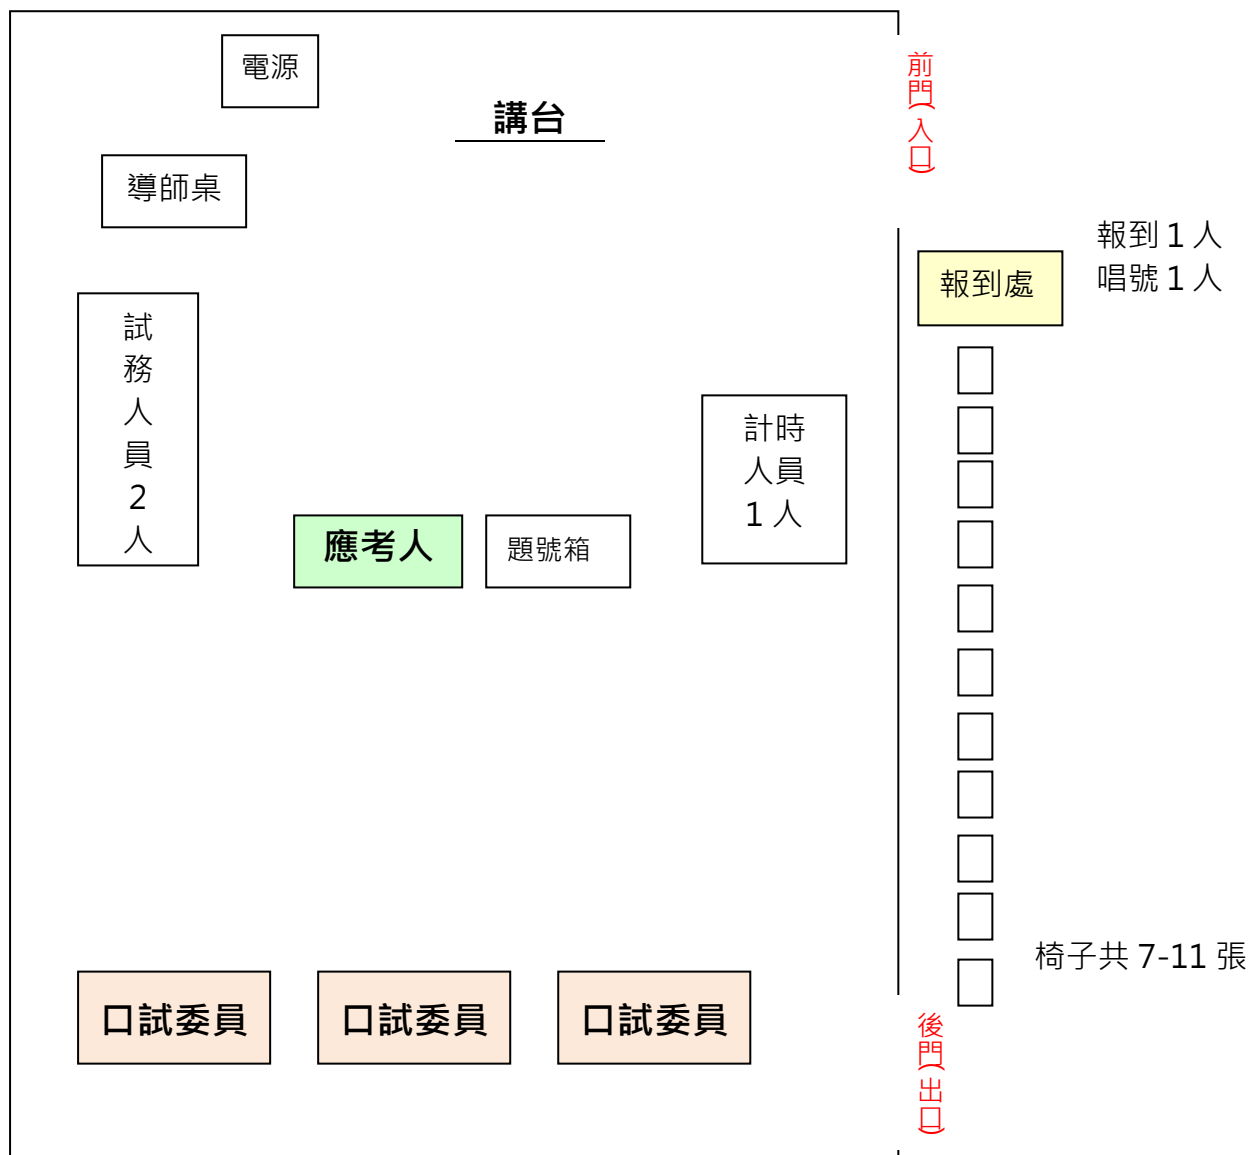 電源
講台
前門(入口)
導師桌
報到1人
唱號1人
報到處
試務人員2人
計時
人員
1人
應考人
題號箱
椅子共 7-11 張
口試委員
口試委員
口試委員
後門(出口)